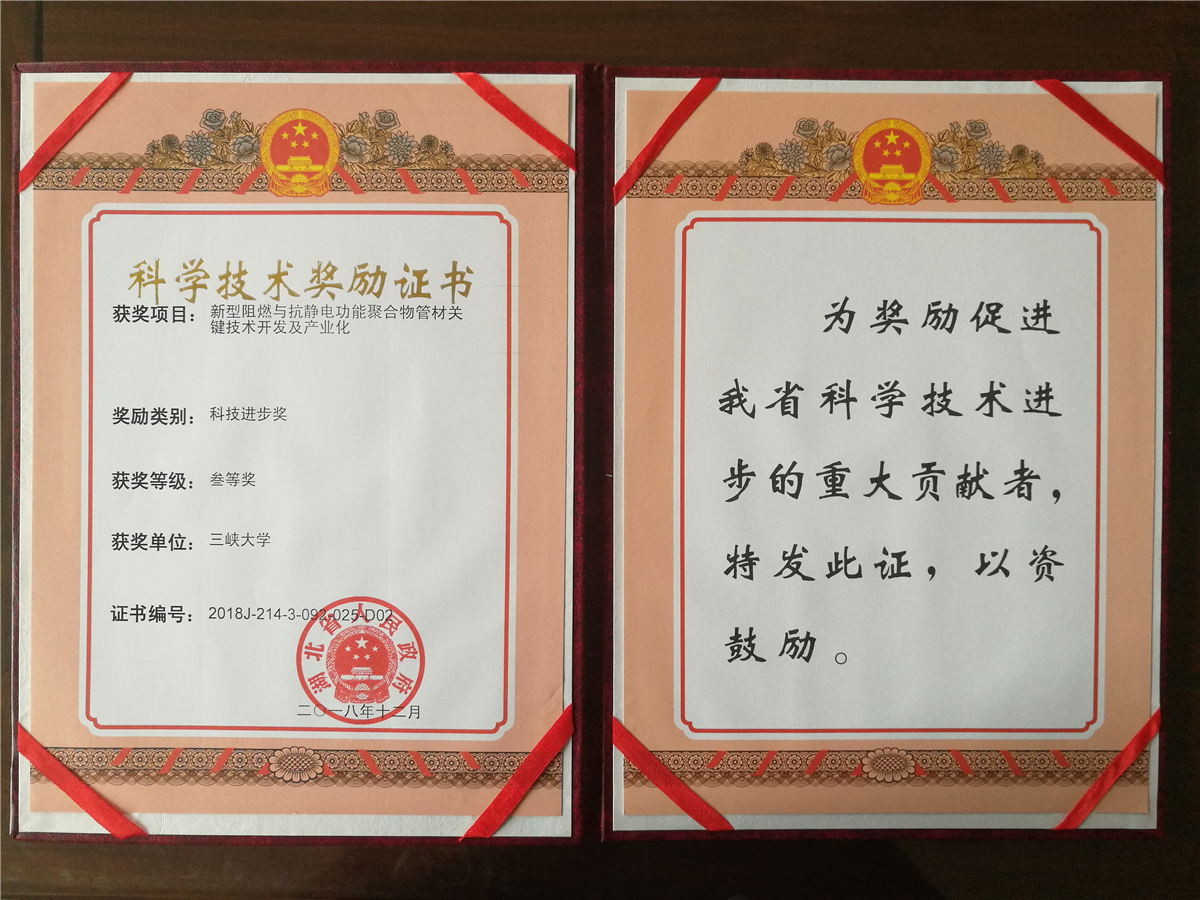 科学技术奖励证书
获奖项目：新型阻燃与抗静电功能聚合物管材关
键技术开发及产业化
奖励类别：科技进步奖
获奖等级：叁等奖
获奖单位：三峡大学
证书编号：2018J-214-3-092-025-D02
湖北省人民政府
二〇一八年十二月
为奖励促进
我省科学技术进
步的重大贡献者，
特发此证，以资
鼓励。